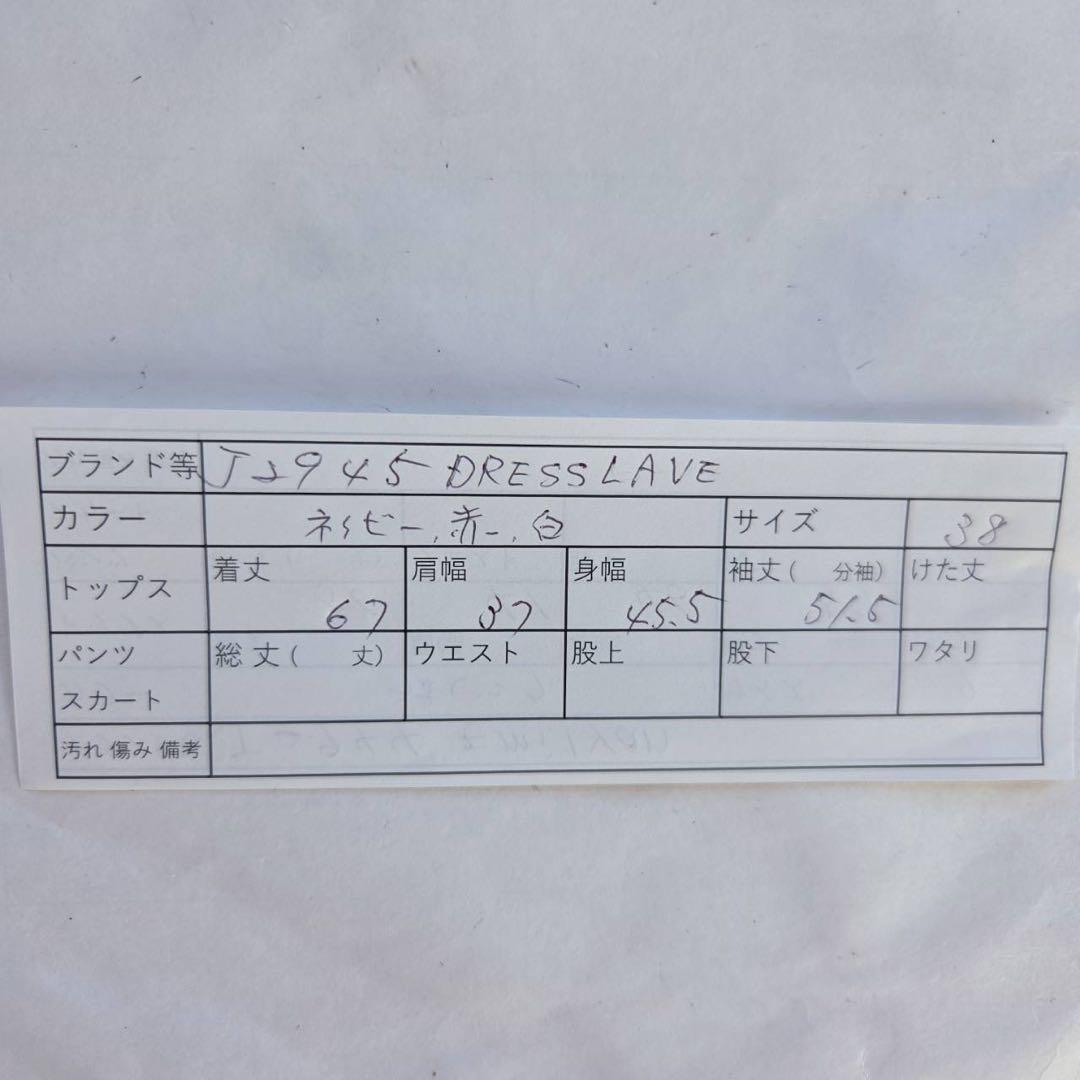 ブランド等 Js945 DRESSLAVE
カラー ネイビー、赤、白 サイズ 38
トップス 着丈 67 肩幅 37 身幅 45.5 袖丈( 分袖) 51.5 けた丈
パンツ スカート 総丈( 丈) ウエスト 股上 股下 ワタリ
汚れ 傷み 備考